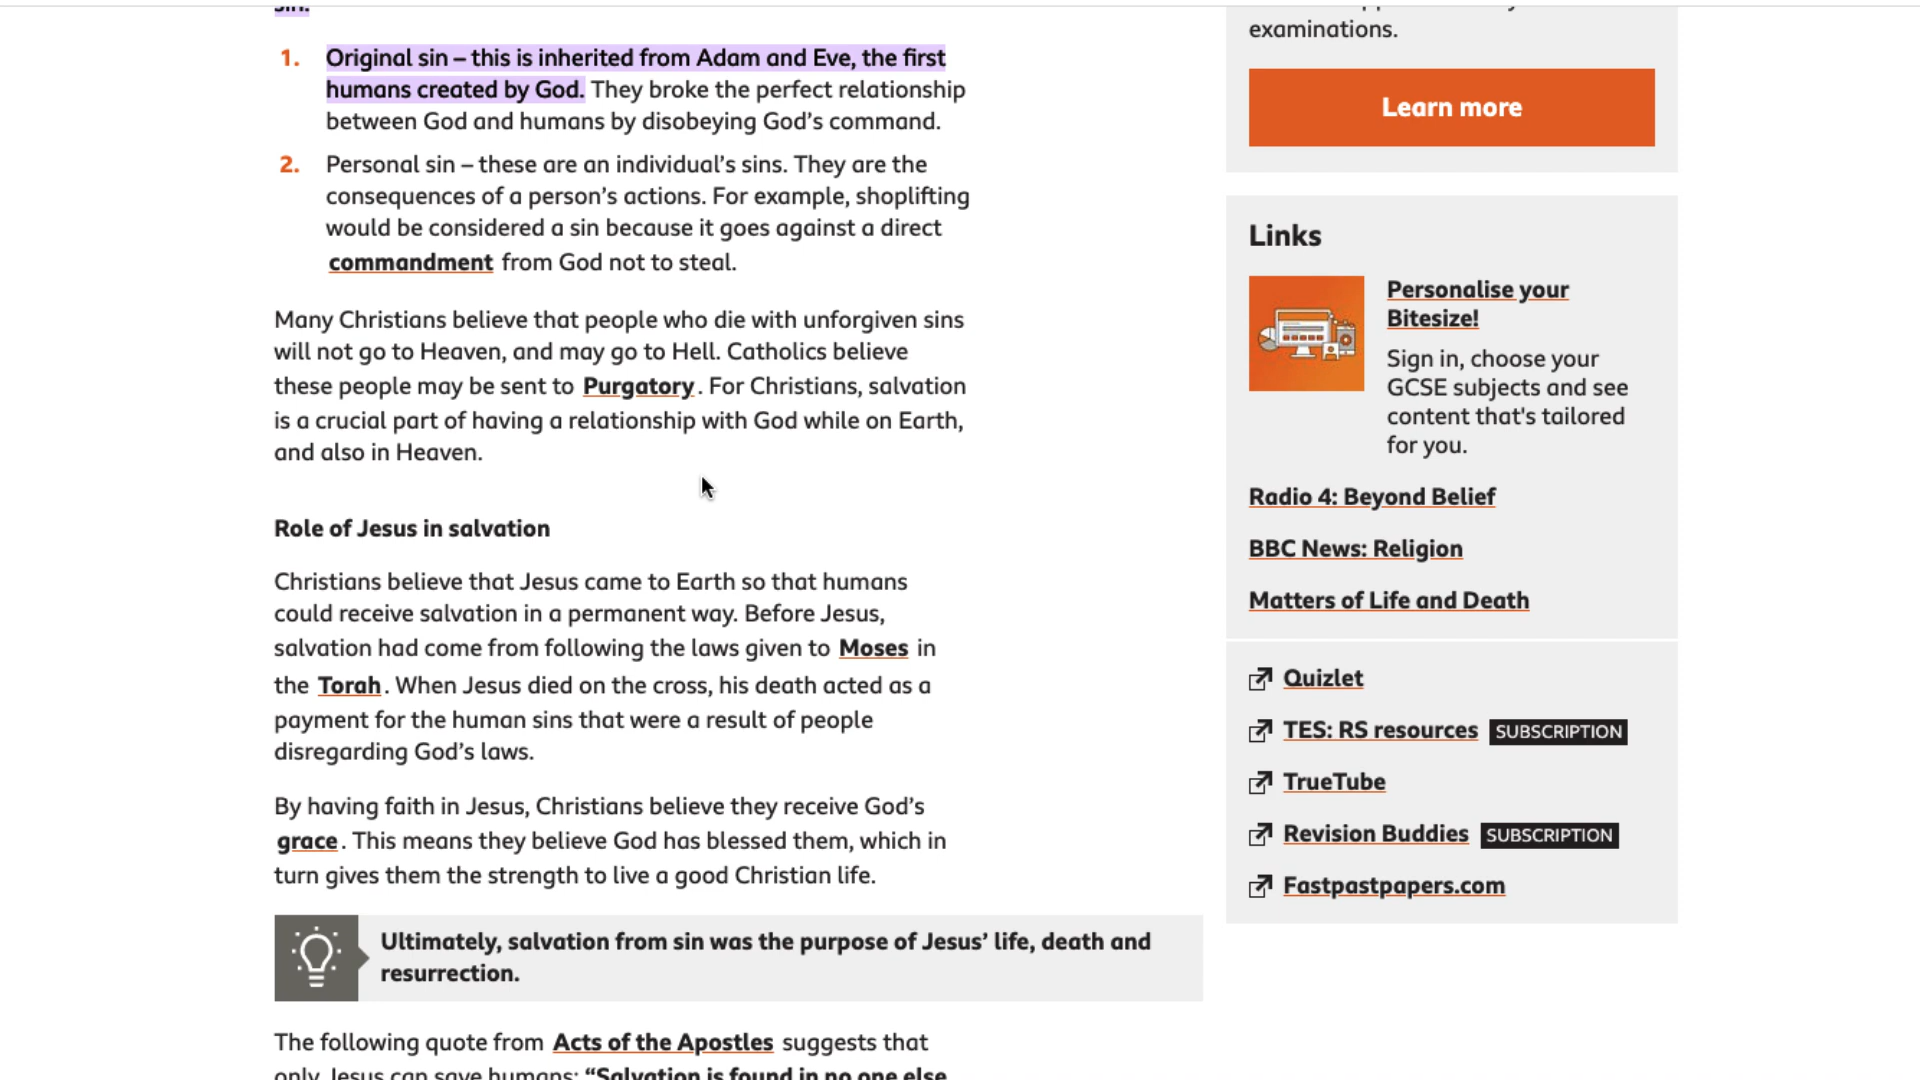 sin.
1. Original sin – this is inherited from Adam and Eve, the first
humans created by God. They broke the perfect relationship
between God and humans by disobeying God’s command.
2. Personal sin – these are an individual’s sins. They are the
consequences of a person’s actions. For example, shoplifting
would be considered a sin because it goes against a direct
commandment from God not to steal.
Many Christians believe that people who die with unforgiven sins
will not go to Heaven, and may go to Hell. Catholics believe
these people may be sent to Purgatory. For Christians, salvation
is a crucial part of having a relationship with God while on Earth,
and also in Heaven.
Role of Jesus in salvation
Christians believe that Jesus came to Earth so that humans
could receive salvation in a permanent way. Before Jesus,
salvation had come from following the laws given to Moses in
the Torah. When Jesus died on the cross, his death acted as a
payment for the human sins that were a result of people
disregarding God’s laws.
By having faith in Jesus, Christians believe they receive God’s
grace. This means they believe God has blessed them, which in
turn gives them the strength to live a good Christian life.
Ultimately, salvation from sin was the purpose of Jesus’ life, death and
resurrection.
The following quote from Acts of the Apostles suggests that
only Jesus can save humans: “Salvation is found in no one else
examinations.
Learn more
Links
Personalise your
Bitesize!
Sign in, choose your
GCSE subjects and see
content that's tailored
for you.
Radio 4: Beyond Belief
BBC News: Religion
Matters of Life and Death
Quizlet
TES: RS resources SUBSCRIPTION
TrueTube
Revision Buddies SUBSCRIPTION
Fastpastpapers.com